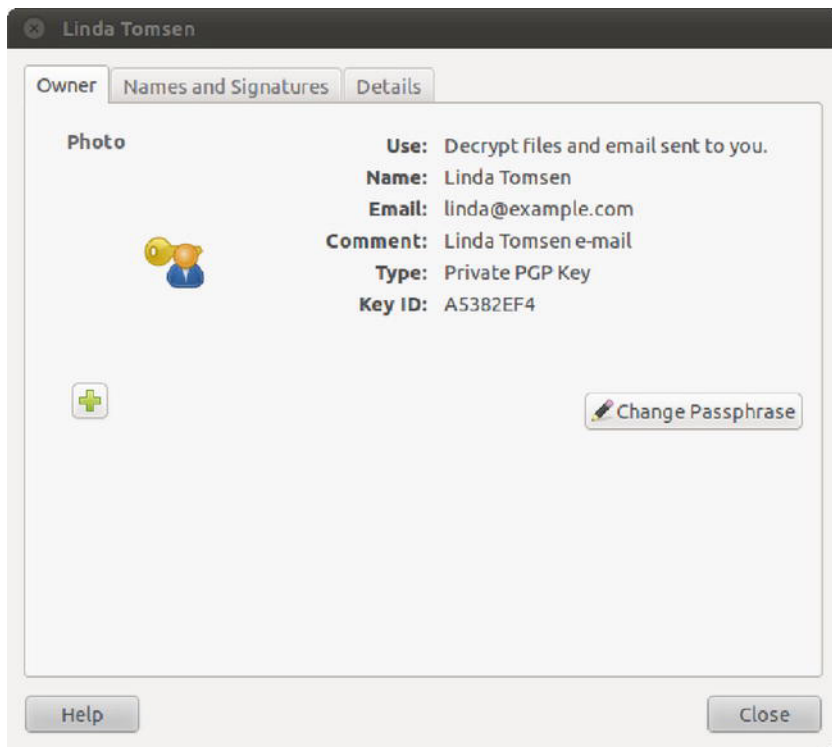 Linda Tomsen
Owner Names and Signatures Details
Photo
Use: Decrypt files and email sent to you.
Name: Linda Tomsen
Email: linda@example.com
Comment: Linda Tomsen e-mail
Type: Private PGP Key
Key ID: A5382EF4
Change Passphrase
Help Close